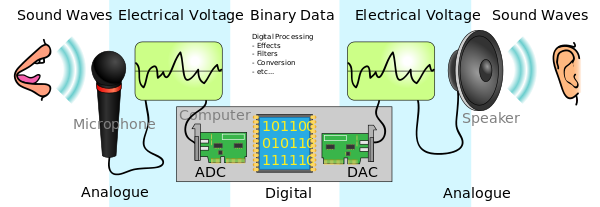 Sound Waves
Electrical Voltage
Binary Data
Electrical Voltage
Sound Waves
Digital Processing
- Effects
- Filters
- Conversion
- etc...
Microphone
Computer
Speaker
101100
010110
111110
ADC
DAC
Analogue
Digital
Analogue